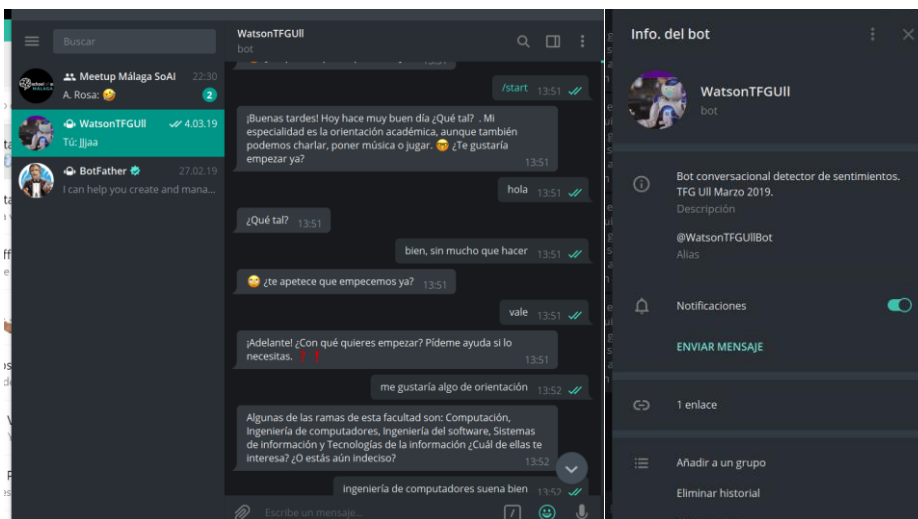 Buscar
Meetup Málaga SoAI 22:30
A. Rosa: 2
WatsonTFGUll 4.03.19
Tú: Jjjaa
BotFather 27.02.19
I can help you create and mana...
WatsonTFGUll
bot
/start 13:51
¡Buenas tardes! Hoy hace muy buen día ¿Qué tal? . Mi
especialidad es la orientación académica, aunque también
podemos charlar, poner música o jugar. 🤓 ¿Te gustaría
empezar ya? 13:51
hola 13:51
¿Qué tal? 13:51
bien, sin mucho que hacer 13:51
¿te apetece que empecemos ya? 13:51
vale 13:51
¡Adelante! ¿Con qué quieres empezar? Pídeme ayuda si lo
necesitas. ❗❗ 13:51
me gustaría algo de orientación 13:52
Algunas de las ramas de esta facultad son: Computación,
Ingeniería de computadores, Ingeniería del software, Sistemas
de información y Tecnologías de la información ¿Cuál de ellas te
interesa? ¿O estás aún indeciso? 13:52
ingeniería de computadores suena bien 13:52
Escribe un mensaje...
Info. del bot
WatsonTFGUll
bot
Bot conversacional detector de sentimientos.
TFG Ull Marzo 2019.
Descripción
@WatsonTFGUllBot
Alias
Notificaciones
ENVIAR MENSAJE
1 enlace
Añadir a un grupo
Eliminar historial